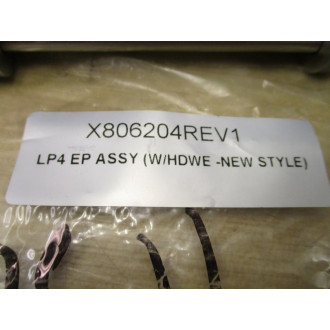 X806204REV1
LP4 EP ASSY (W/HDWE -NEW STYLE)